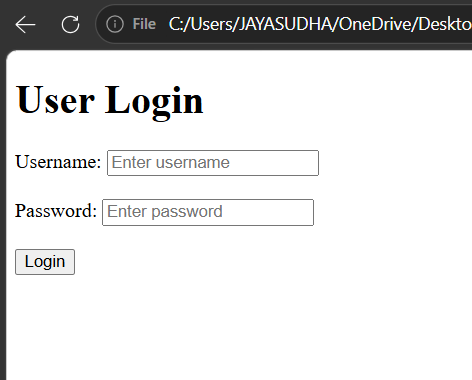 File C:/Users/JAYASUDHA/OneDrive/Deskto
User Login
Username: Enter username
Password: Enter password
Login